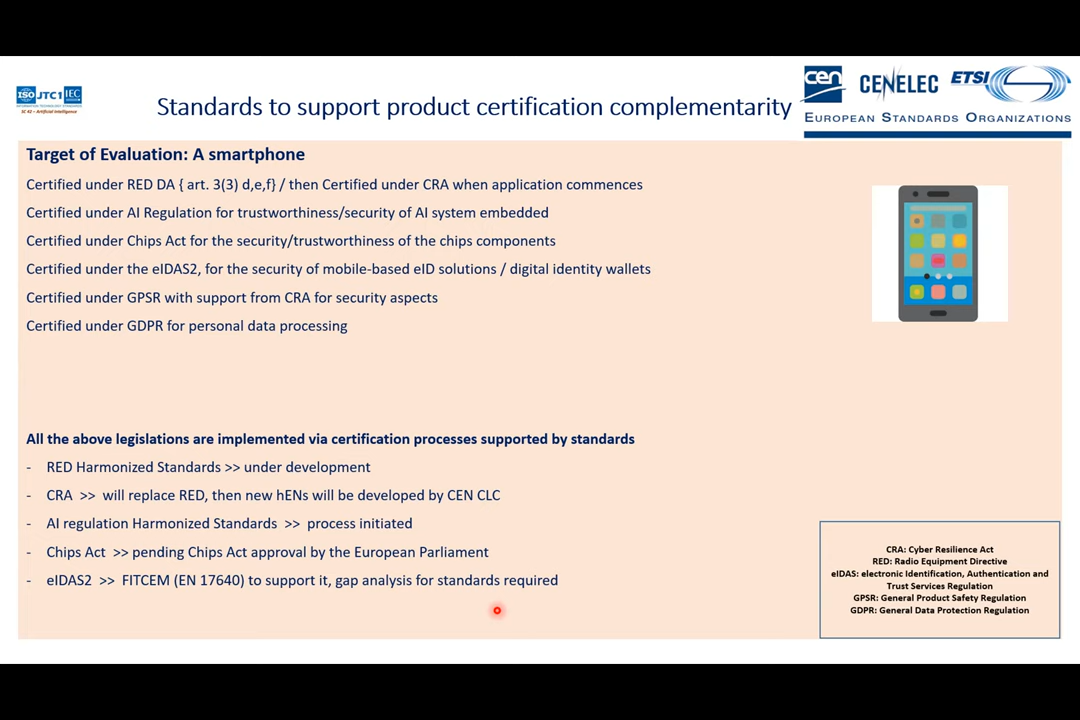 ISO JTC1 IEC
INFORMATION TECHNOLOGY STANDARDS
SC 42 – Artificial Intelligence
Standards to support product certification complementarity
cen CENELEC ETSI
EUROPEAN STANDARDS ORGANIZATIONS
Target of Evaluation: A smartphone
Certified under RED DA { art. 3(3) d,e,f} / then Certified under CRA when application commences
Certified under AI Regulation for trustworthiness/security of AI system embedded
Certified under Chips Act for the security/trustworthiness of the chips components
Certified under the eIDAS2, for the security of mobile-based eID solutions / digital identity wallets
Certified under GPSR with support from CRA for security aspects
Certified under GDPR for personal data processing
All the above legislations are implemented via certification processes supported by standards
- RED Harmonized Standards >> under development
- CRA >> will replace RED, then new hENs will be developed by CEN CLC
- AI regulation Harmonized Standards >> process initiated
- Chips Act >> pending Chips Act approval by the European Parliament
- eIDAS2 >> FITCEM (EN 17640) to support it, gap analysis for standards required
CRA: Cyber Resilience Act
RED: Radio Equipment Directive
eIDAS: electronic Identification, Authentication and
Trust Services Regulation
GPSR: General Product Safety Regulation
GDPR: General Data Protection Regulation